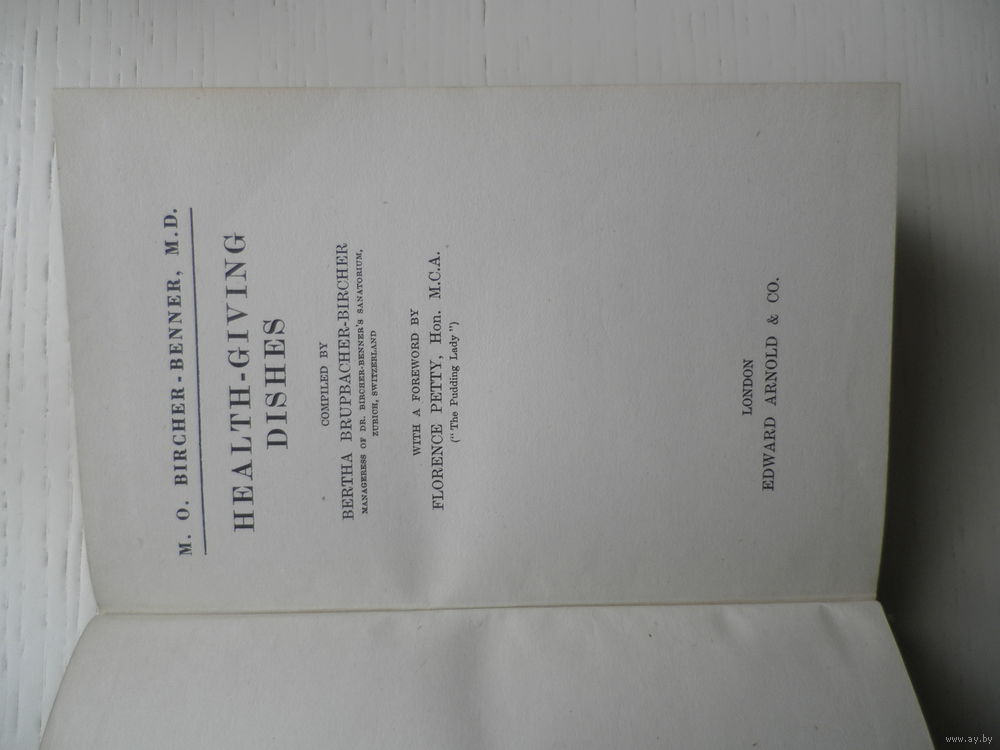 M. O. BIRCHER-BENNER, M.D.
HEALTH-GIVING
DISHES
COMPILED BY
BERTHA BRUPBACHER-BIRCHER
MANAGERESS OF DR. BIRCHER-BENNER'S SANATORIUM,
ZURICH, SWITZERLAND
WITH A FOREWORD BY
FLORENCE PETTY, Hon. M.C.A.
("The Pudding Lady")
LONDON
EDWARD ARNOLD & CO.
www.ay.by